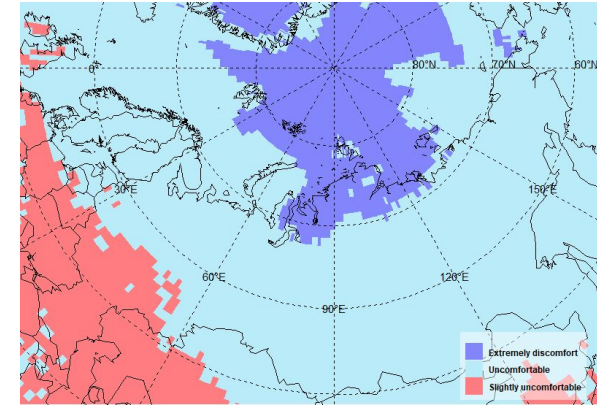 0°
80°N
70°N
60°N
30°E
150°E
60°E
120°E
90°E
Extremely discomfort
Uncomfortable
Slightly uncomfortable